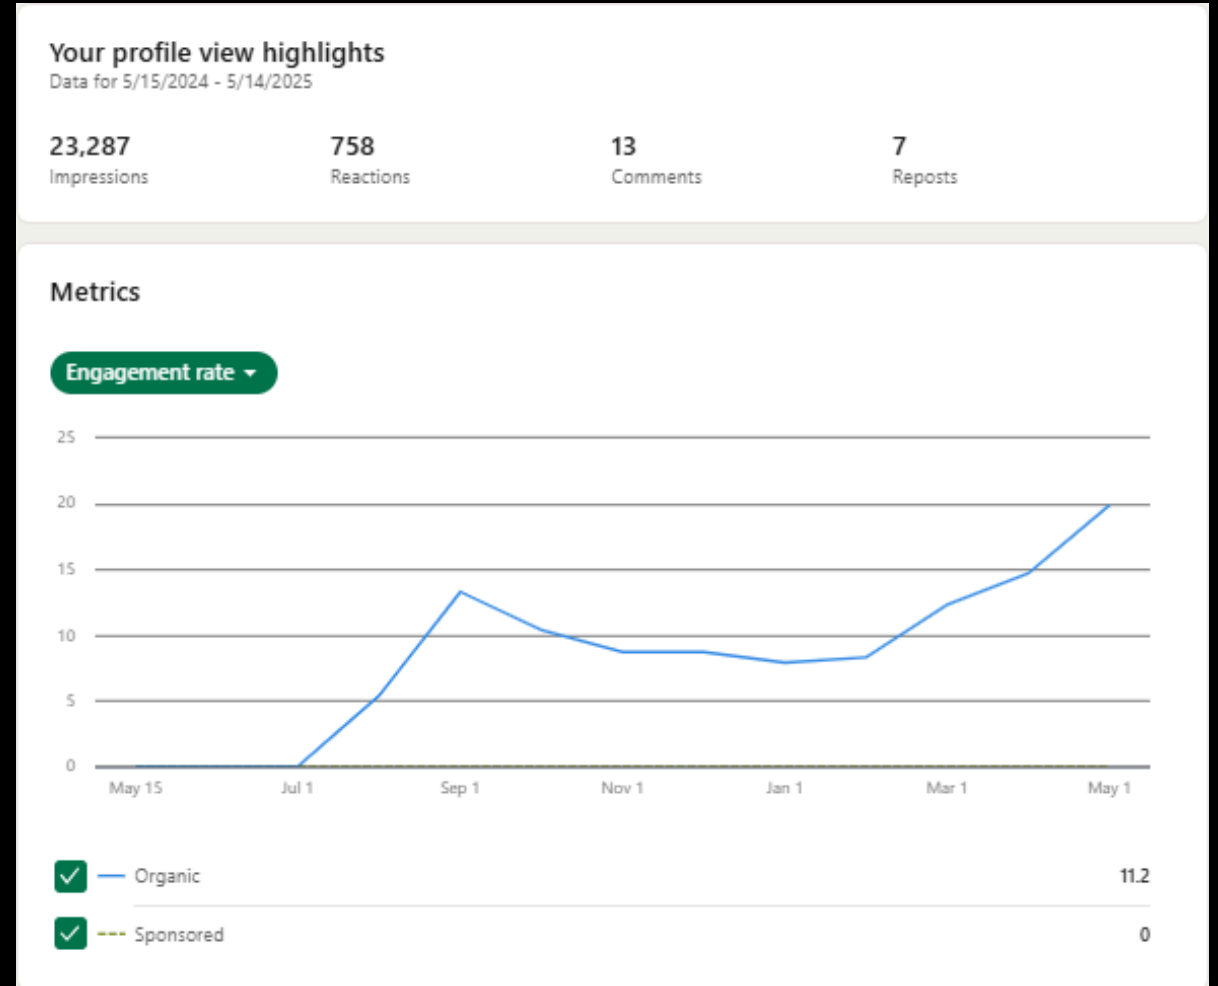 Your profile view highlights
Data for 5/15/2024 - 5/14/2025
23,287 758 13 7
Impressions Reactions Comments Reposts
Metrics
Engagement rate
25
20
15
10
5
0
May 15 Jul 1 Sep 1 Nov 1 Jan 1 Mar 1 May 1
Organic 11.2
Sponsored 0